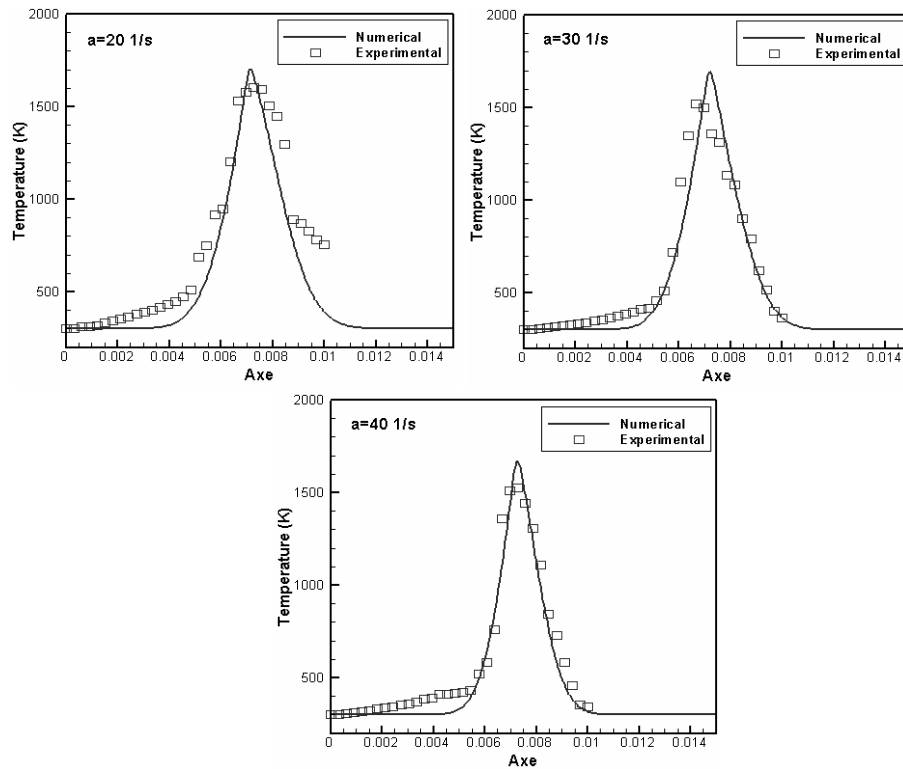 2000
a=20 1/s
Numerical
Experimental
1500
1000
500
Temperature (K)
0 0.002 0.004 0.006 0.008 0.01 0.012 0.014
Axe
2000
a=30 1/s
Numerical
Experimental
1500
1000
500
Temperature (K)
0 0.002 0.004 0.006 0.008 0.01 0.012 0.014
Axe
2000
a=40 1/s
Numerical
Experimental
1500
1000
500
Temperature (K)
0 0.002 0.004 0.006 0.008 0.01 0.012 0.014
Axe